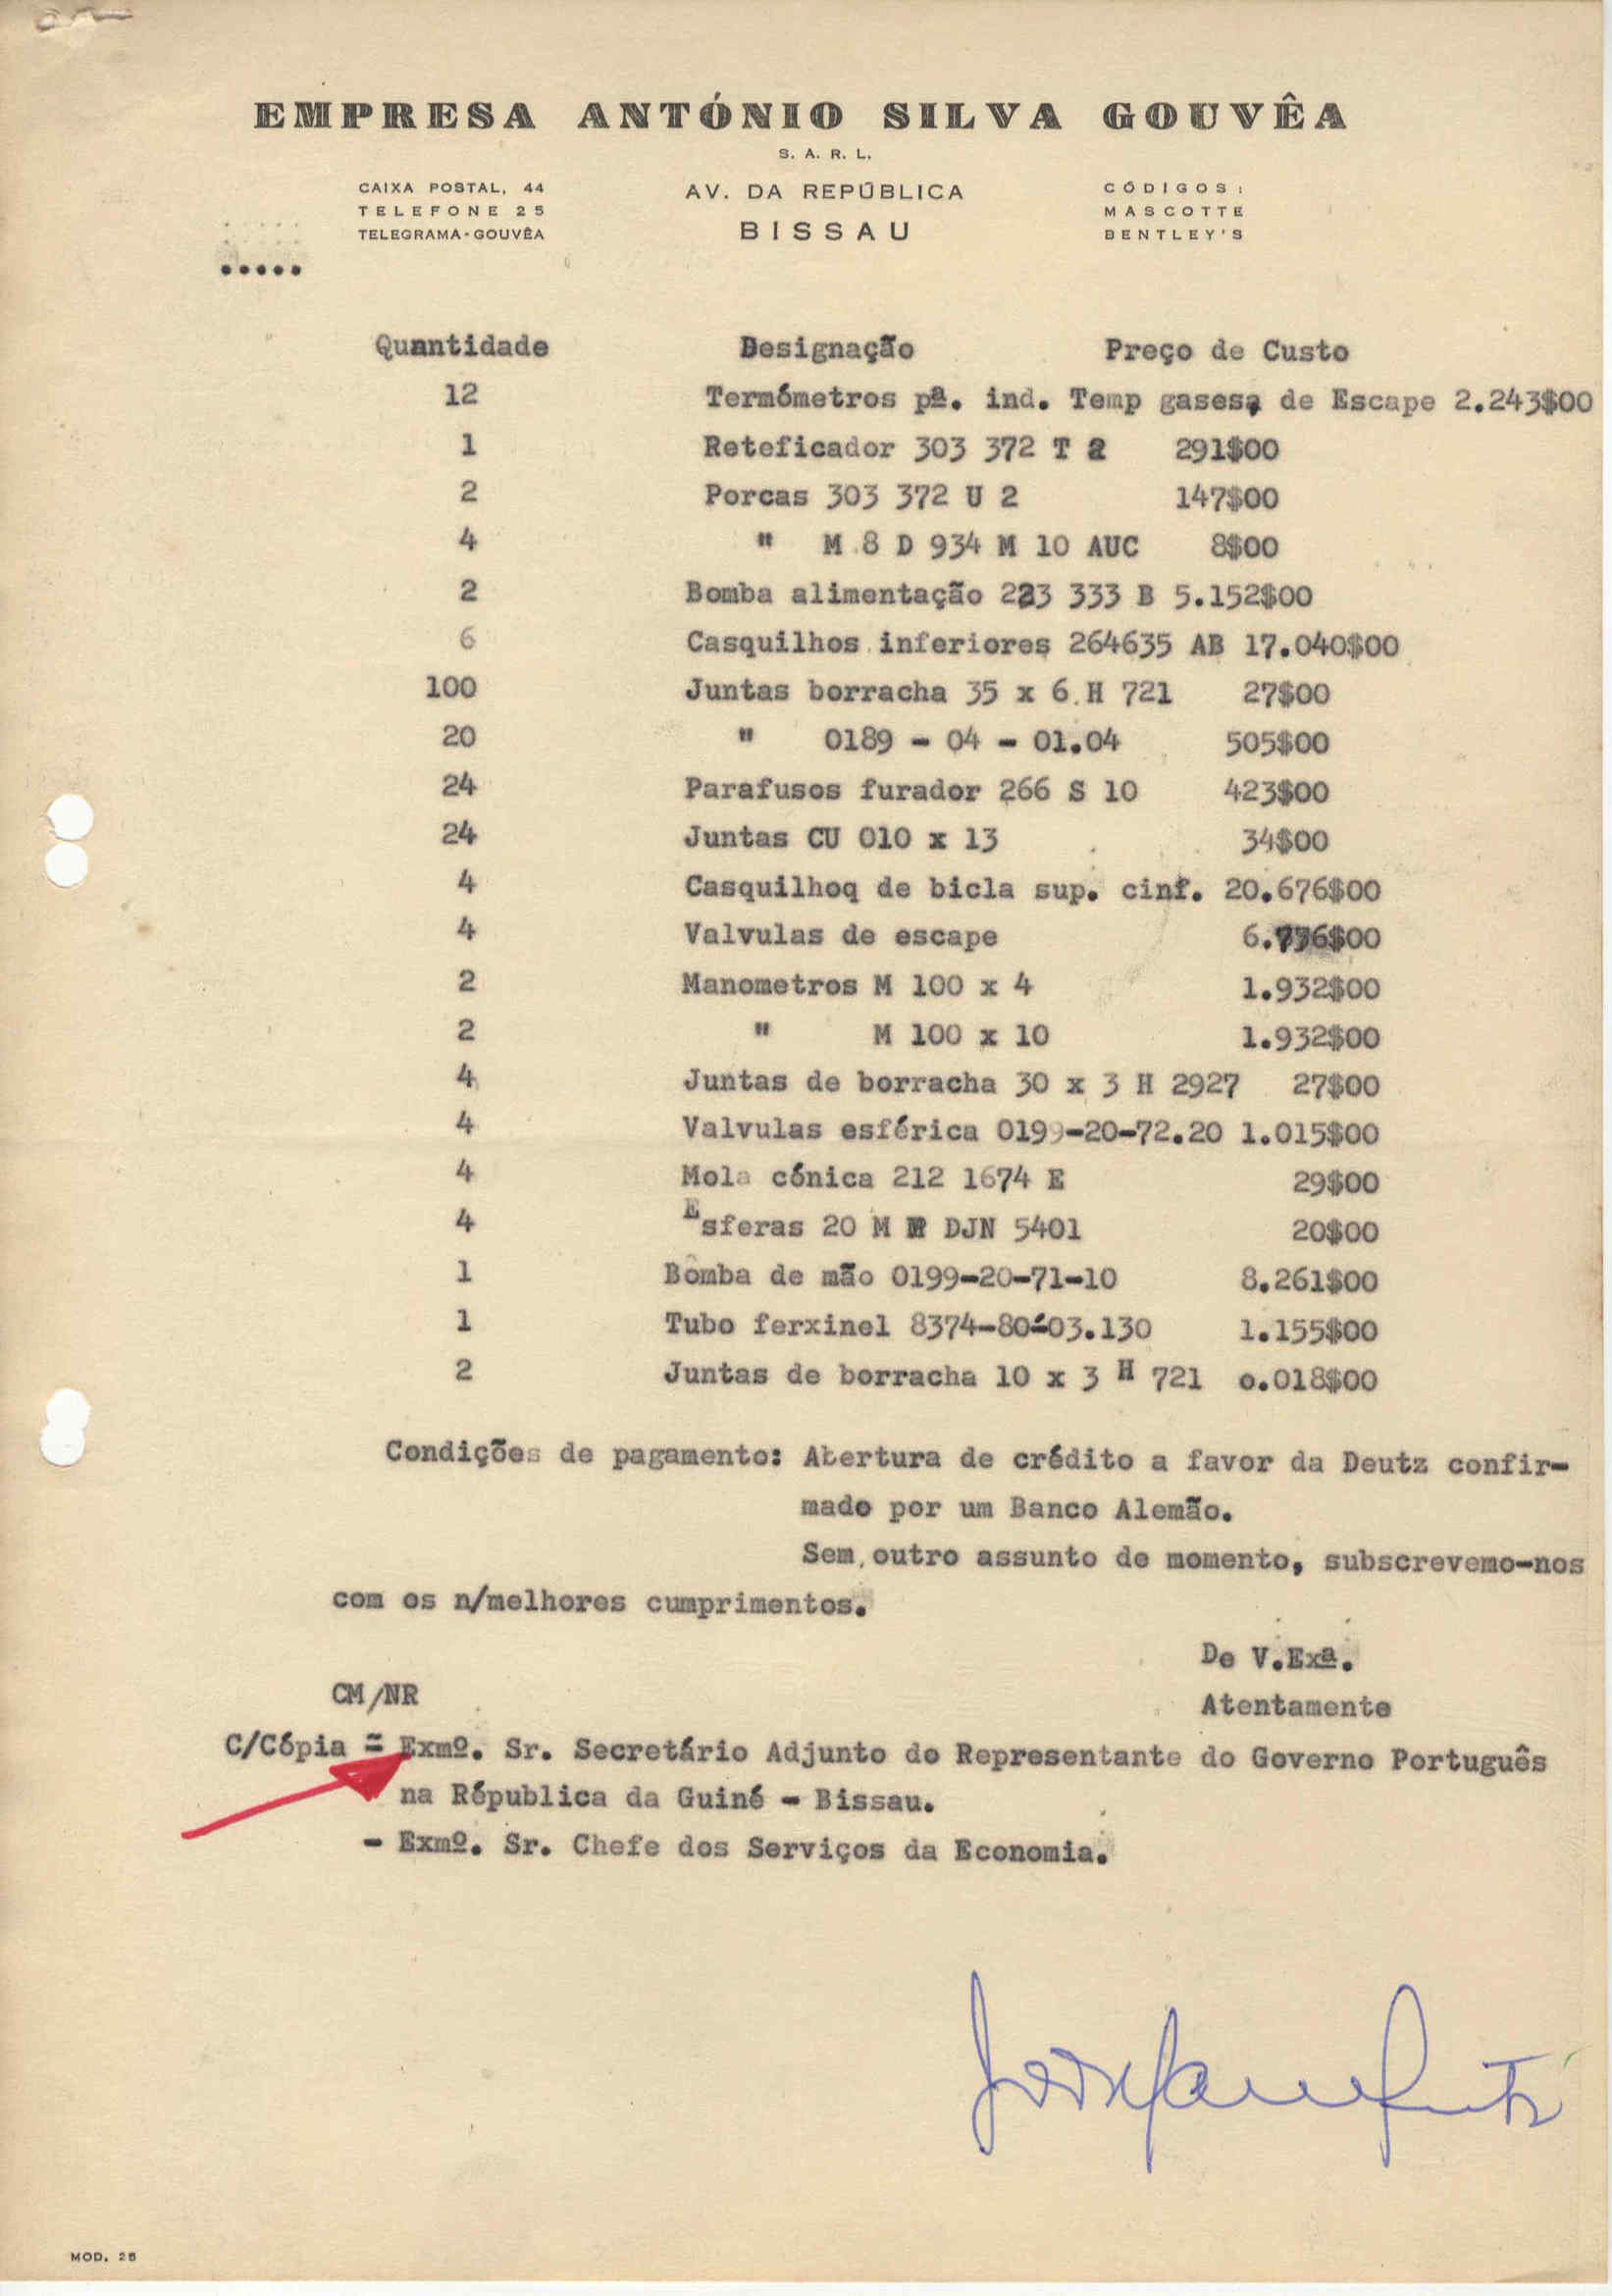 EMPRESA ANTÓNIO SILVA GOUVÊA
S. A. R. L.
CAIXA POSTAL, 44
TELEFONE 25
TELEGRAMA-GOUVÊA
AV. DA REPÚBLICA
BISSAU
CÓDIGOS:
MASCOTTE
BENTLEY'S
Quantidade Designação Preço de Custo
12 Termómetros pª. ind. Temp gases, de Escape 2.243$00
1 Reteficador 303 372 T 2 291$00
2 Porcas 303 372 U 2 147$00
4 " M 8 D 934 M 10 AUC 8$00
2 Bomba alimentação 223 333 B 5.152$00
6 Casquilhos inferiores 264635 AB 17.040$00
100 Juntas borracha 35 x 6 H 721 27$00
20 " 0189 - 04 - 01.04 505$00
24 Parafusos furador 266 S 10 423$00
24 Juntas CU 010 x 13 34$00
4 Casquilhoq de bicla sup. cinf. 20.676$00
4 Valvulas de escape
2 Manometros M 100 x 4 1.932$00
2 " M 100 x 10 1.932$00
4 Juntas de borracha 30 x 3 H 2927 27$00
4 Valvulas esférica 0199-20-72.20 1.015$00
4 Mola cónica 212 1674 E 29$00
4 Esferas 20 M DJN 5401 20$00
1 Bomba de mão 0199-20-71-10 8.261$00
1 Tubo ferxinel 8374-80-03.130 1.155$00
2 Juntas de borracha 10 x 3 H 721 o.018$00
Condições de pagamento: Abertura de crédito a favor da Deutz confir-
mado por um Banco Alemão.
Sem outro assunto de momento, subscrevemo-nos
com os n/melhores cumprimentos.
De V.Exª.
CM/NR
Atentamente
C/Cópia - Exmº. Sr. Secretário Adjunto do Representante do Governo Português
na Républica da Guiné - Bissau.
- Exmº. Sr. Chefe dos Serviços da Economia.
MOD. 25